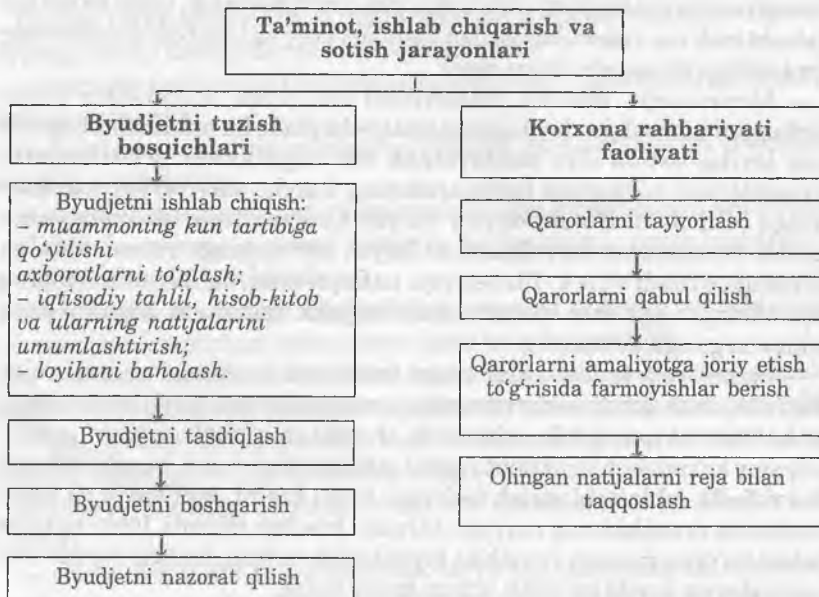 Ta'minot, ishlab chiqarish va
sotish jarayonlari
Byudjetni tuzish
bosqichlari
Byudjetni ishlab chiqish:
– muammoning kun tartibiga
qo'yilishi
axborotlarni to'plash;
– iqtisodiy tahlil, hisob-kitob
va ularning natijalarini
umumlashtirish;
– loyihani baholash.
Byudjetni tasdiqlash
Byudjetni boshqarish
Byudjetni nazorat qilish
Korxona rahbariyati
faoliyati
Qarorlarni tayyorlash
Qarorlarni qabul qilish
Qarorlarni amaliyotga joriy etish
to'g'risida farmoyishlar berish
Olingan natijalarni reja bilan
taqqoslash